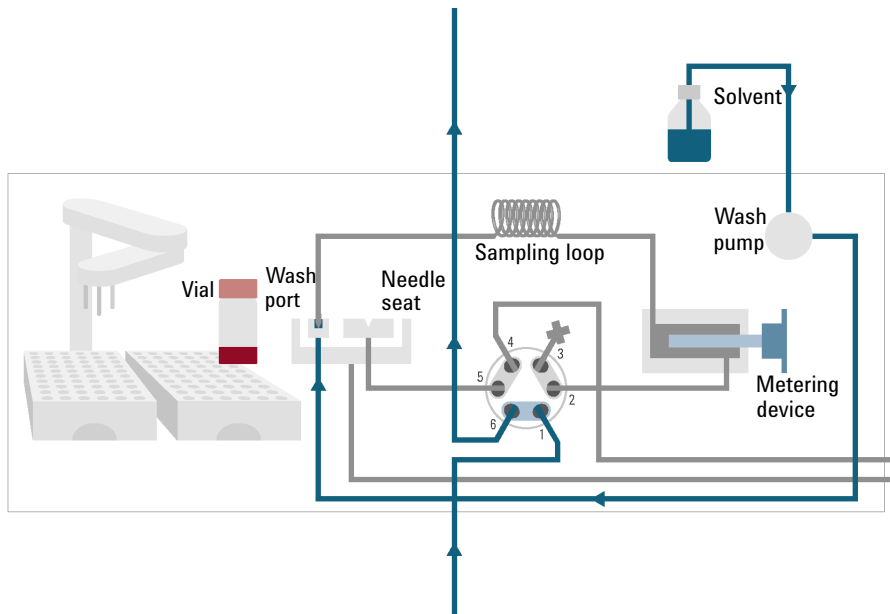 Solvent
Wash
pump
Sampling loop
Vial
Wash
port
Needle
seat
4
3
5
2
6
1
Metering
device